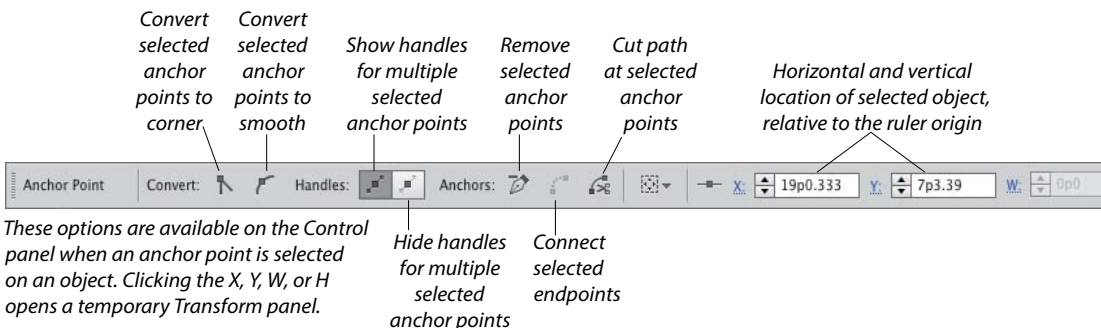 Convert
selected
anchor
points to
corner
Convert
selected
anchor
points to
smooth
Show handles
for multiple
selected
anchor points
Remove
selected
anchor
points
Cut path
at selected
anchor
points
Horizontal and vertical
location of selected object,
relative to the ruler origin
Anchor Point Convert: Handles: Anchors: X: 19p0.333 Y: 7p3.39 W: 0p0
These options are available on the Control
panel when an anchor point is selected
on an object. Clicking the X, Y, W, or H
opens a temporary Transform panel.
Hide handles
for multiple
selected
anchor points
Connect
selected
endpoints